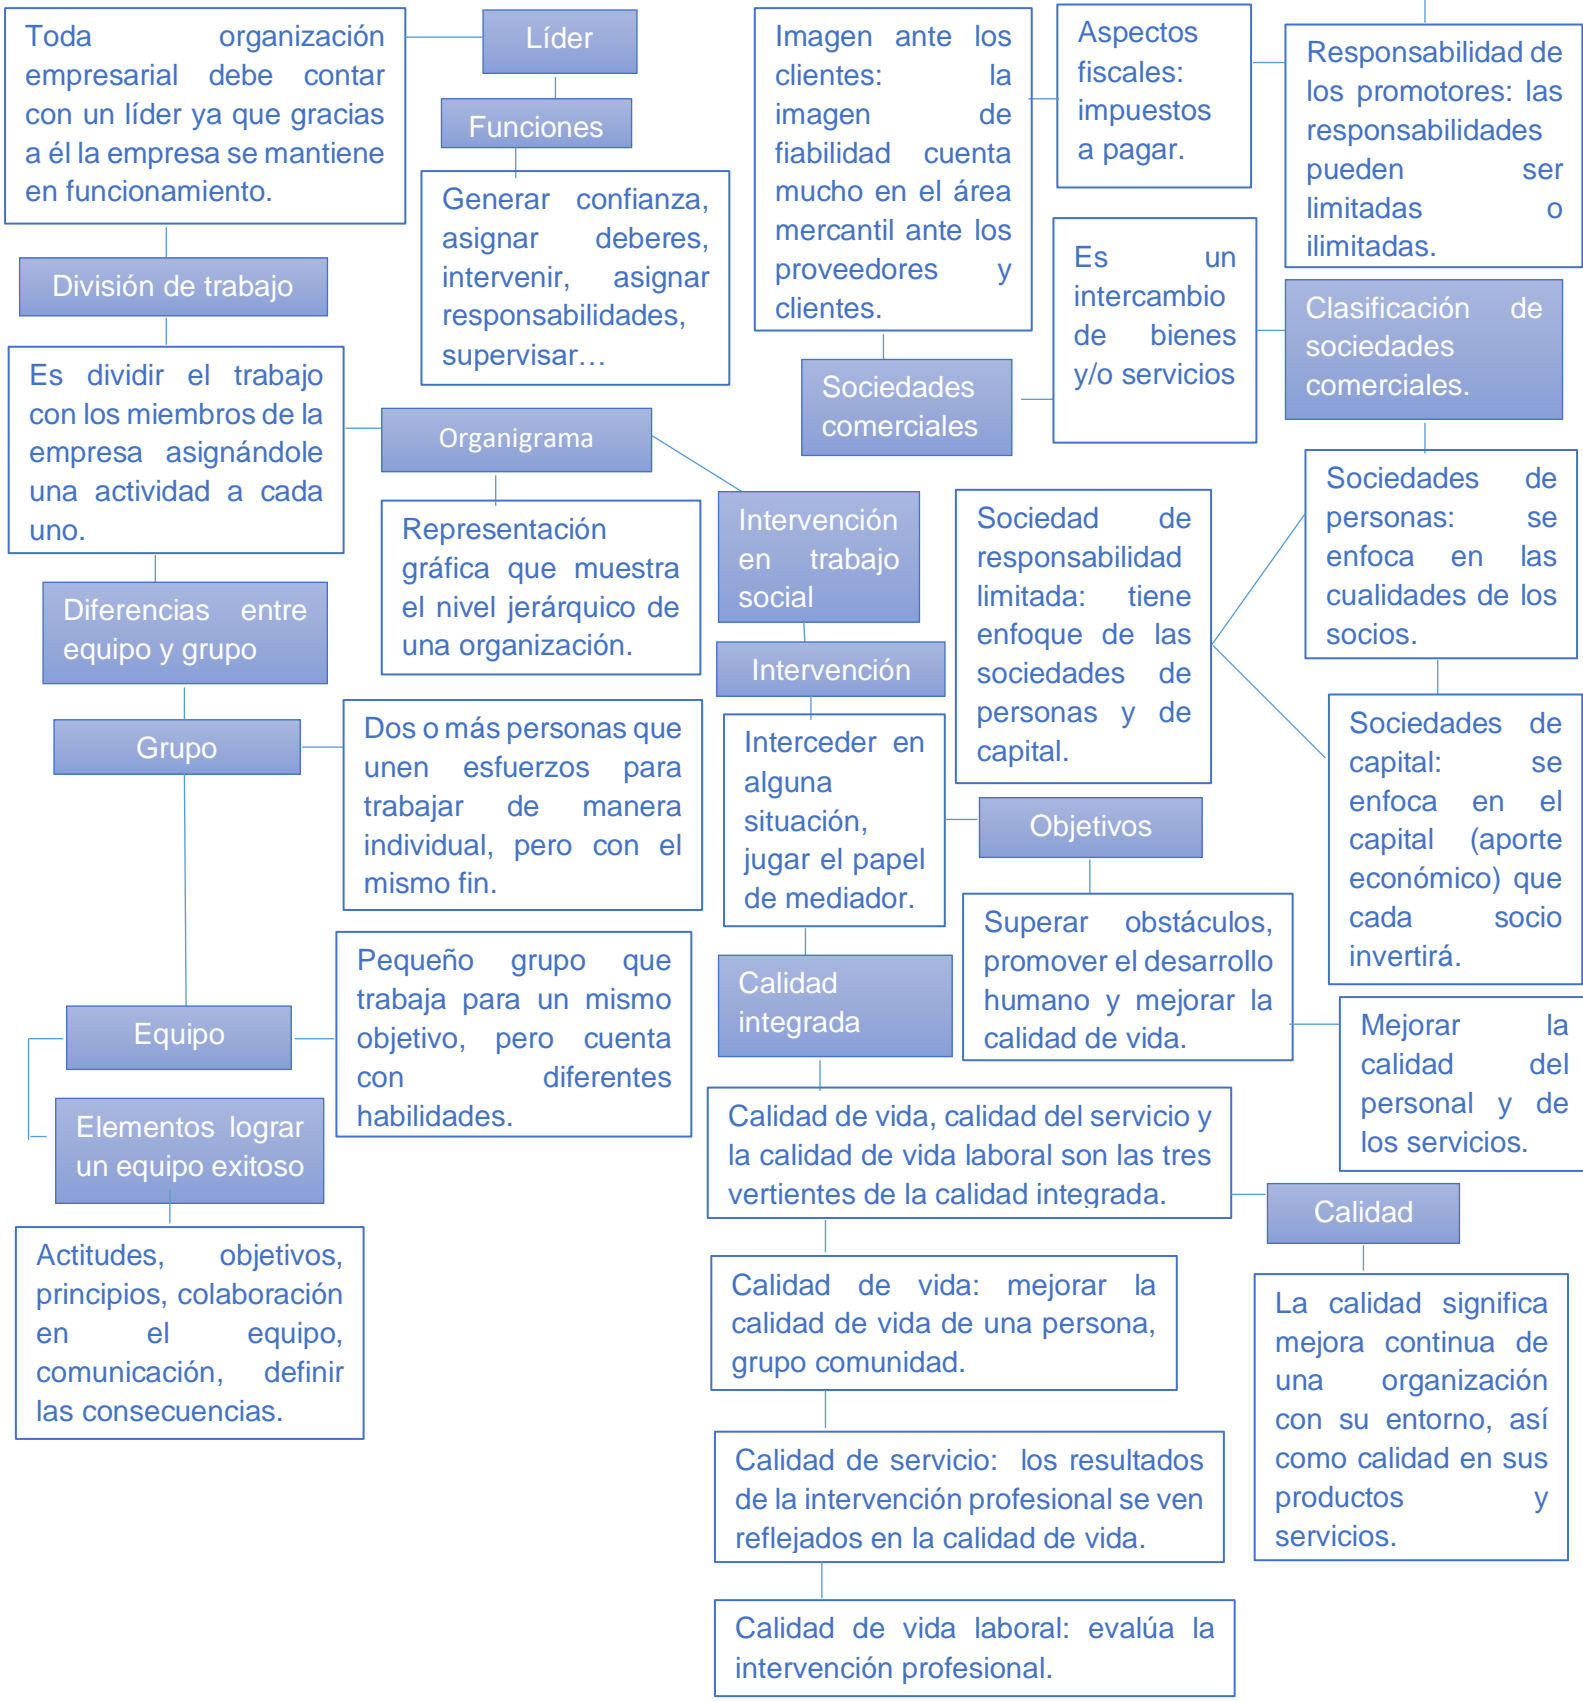 Toda organización
empresarial debe contar
con un líder ya que gracias
a él la empresa se mantiene
en funcionamiento.
Líder
Funciones
Generar confianza,
asignar deberes,
intervenir, asignar
responsabilidades,
supervisar…
División de trabajo
Es dividir el trabajo
con los miembros de la
empresa asignándole
una actividad a cada
uno.
Organigrama
Representación
gráfica que muestra
el nivel jerárquico de
una organización.
Diferencias entre
equipo y grupo
Grupo
Dos o más personas que
unen esfuerzos para
trabajar de manera
individual, pero con el
mismo fin.
Equipo
Pequeño grupo que
trabaja para un mismo
objetivo, pero cuenta
con diferentes
habilidades.
Elementos lograr
un equipo exitoso
Actitudes, objetivos,
principios, colaboración
en el equipo,
comunicación, definir
las consecuencias.
Imagen ante los
clientes: la
imagen de
fiabilidad cuenta
mucho en el área
mercantil ante los
proveedores y
clientes.
Aspectos
fiscales:
impuestos
a pagar.
Responsabilidad de
los promotores: las
responsabilidades
pueden ser
limitadas o
ilimitadas.
Sociedades
comerciales
Es un
intercambio
de bienes
y/o servicios
Clasificación de
sociedades
comerciales.
Sociedades de
personas: se
enfoca en las
cualidades de los
socios.
Sociedad de
responsabilidad
limitada: tiene
enfoque de las
sociedades de
personas y de
capital.
Sociedades de
capital: se
enfoca en el
capital (aporte
económico) que
cada socio
invertirá.
Intervención
en trabajo
social
Intervención
Interceder en
alguna
situación,
jugar el papel
de mediador.
Objetivos
Superar obstáculos,
promover el desarrollo
humano y mejorar la
calidad de vida.
Mejorar la
calidad del
personal y de
los servicios.
Calidad
integrada
Calidad de vida, calidad del servicio y
la calidad de vida laboral son las tres
vertientes de la calidad integrada.
Calidad
La calidad significa
mejora continua de
una organización
con su entorno, así
como calidad en sus
productos y
servicios.
Calidad de vida: mejorar la
calidad de vida de una persona,
grupo comunidad.
Calidad de servicio: los resultados
de la intervención profesional se ven
reflejados en la calidad de vida.
Calidad de vida laboral: evalúa la
intervención profesional.